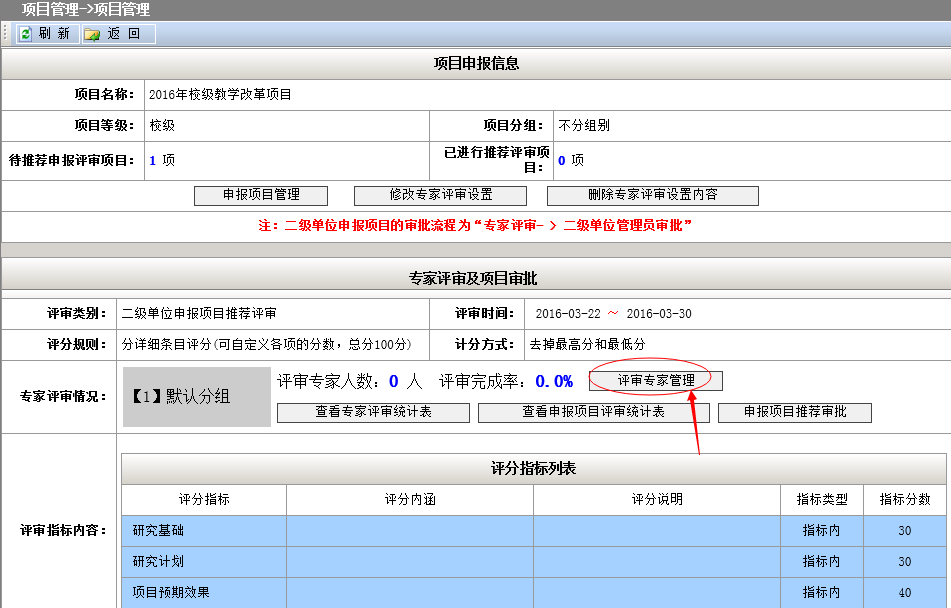 项目管理->项目管理
刷 新 返 回
项目申报信息
项目名称： 2016年校级教学改革项目
项目等级： 校级 项目分组： 不分组别
待推荐申报评审项目： 1 项 已进行推荐评审项目： 0 项
申报项目管理 修改专家评审设置 删除专家评审设置内容
注：二级单位申报项目的审批流程为“专家评审-> 二级单位管理员审批”
专家评审及项目审批
评审类别： 二级单位申报项目推荐评审 评审时间： 2016-03-22 ~ 2016-03-30
评分规则： 分详细条目评分(可自定义各项的分数，总分100分) 计分方式： 去掉最高分和最低分
专家评审情况： 【1】默认分组 评审专家人数：0 人 评审完成率：0.0% 评审专家管理
查看专家评审统计表 查看申报项目评审统计表 申报项目推荐审批
评审指标内容：
评分指标列表
评分指标 评分内涵 评分说明 指标类型 指标分数
研究基础 指标内 30
研究计划 指标内 30
项目预期效果 指标内 40